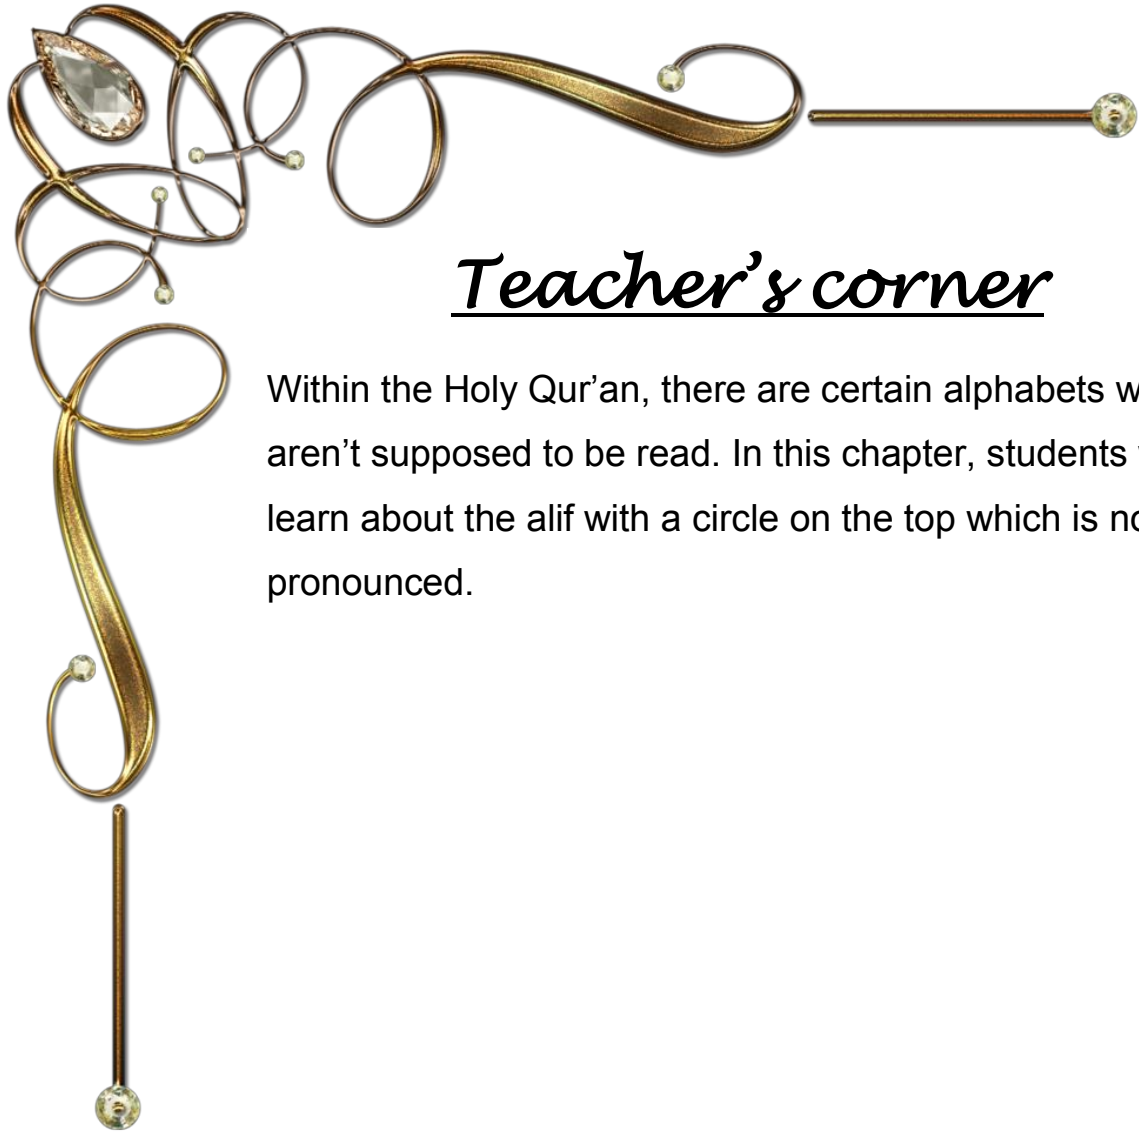 Teacher’s corner
Within the Holy Qur’an, there are certain alphabets
aren’t supposed to be read. In this chapter, students
learn about the alif with a circle on the top which is
pronounced.